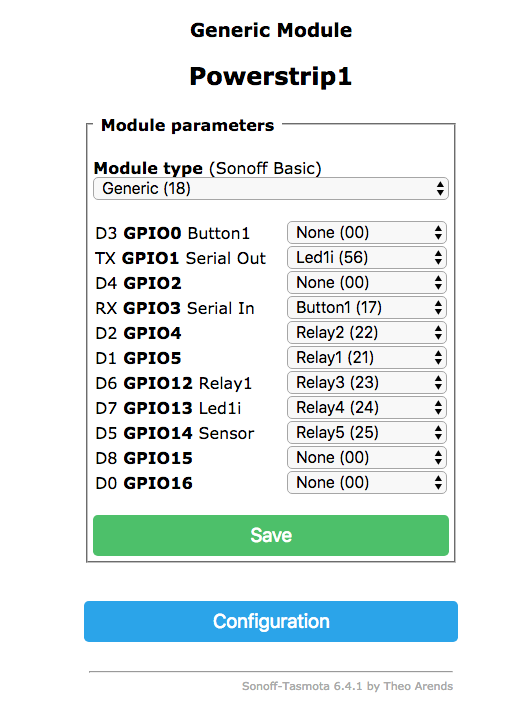 Generic Module
Powerstrip1
Module parameters
Module type (Sonoff Basic)
Generic (18)
D3 GPIO0 Button1 None (00)
TX GPIO1 Serial Out Led1i (56)
D4 GPIO2 None (00)
RX GPIO3 Serial In Button1 (17)
D2 GPIO4 Relay2 (22)
D1 GPIO5 Relay1 (21)
D6 GPIO12 Relay1 Relay3 (23)
D7 GPIO13 Led1i Relay4 (24)
D5 GPIO14 Sensor Relay5 (25)
D8 GPIO15 None (00)
D0 GPIO16 None (00)
Save
Configuration
Sonoff-Tasmota 6.4.1 by Theo Arends